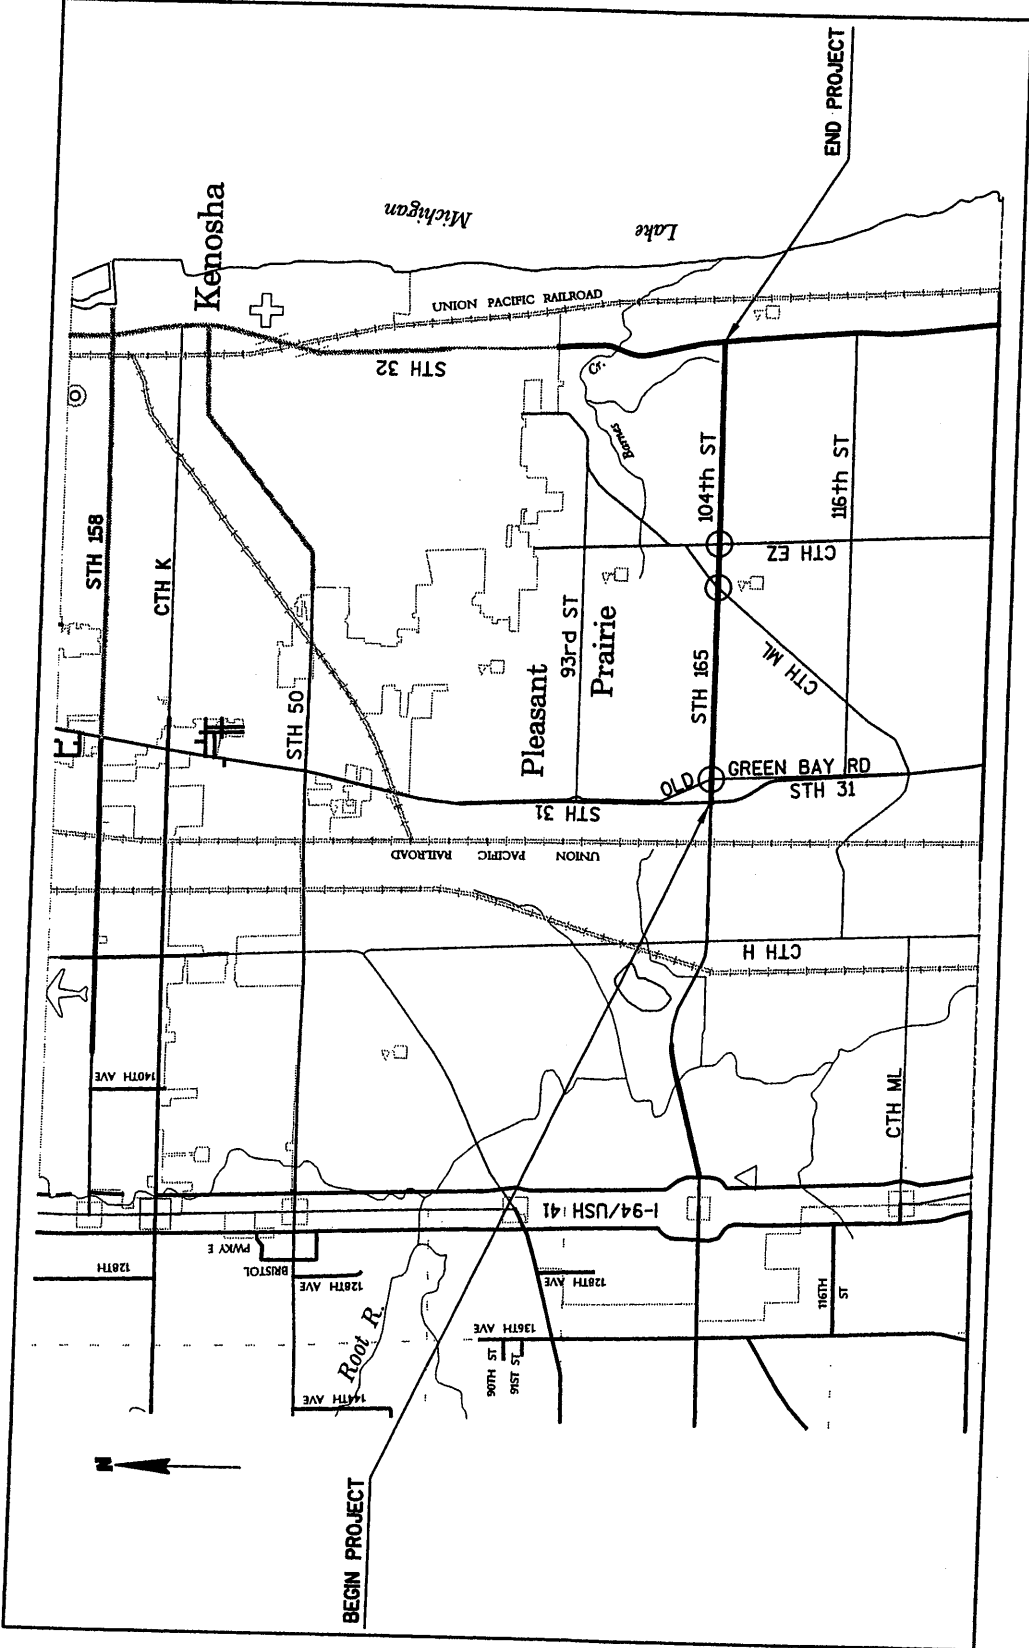 END PROJECT
Kenosha
Michigan
Lake
UNION PACIFIC RAILROAD
STH 32
Cr.
Barnes
STH 158
CTH K
104th ST
116th ST
CTH EZ
93rd ST
Pleasant
Prairie
STH 50
STH 165
CTH ML
OLD
GREEN BAY RD
STH 31
STH 31
UNION PACIFIC RAILROAD
CTH H
140TH AVE
CTH ML
I-94/USH 41
PWKY E
BRISTOL
128TH
128TH AVE
128TH AVE
116TH
ST
136TH AVE
90TH ST
91ST ST
Root R.
144TH AVE
N
BEGIN PROJECT